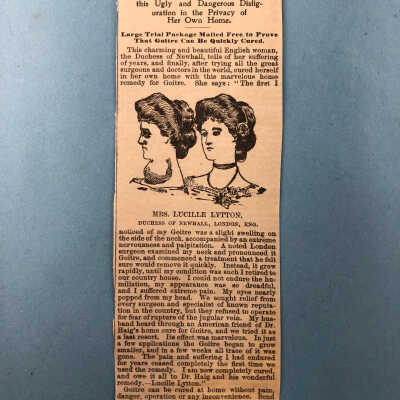 this Ugly and Dangerous Disfig-
uration in the Privacy of
Her Own Home.
Large Trial Package Mailed Free to Prove
That Goitre Can Be Quickly Cured.
This charming and beautiful English woman,
the Duchess of Newhall, tells of her suffering
of years, and finally, after trying all the great
surgeons and doctors in the world, cured herself
in her own home with this marvelous home
remedy for Goitre. She says: "The first I
MRS. LUCILLE LYTTON,
DUCHESS OF NEWHALL, LONDON, ENG.
noticed of my Goitre was a slight swelling on
the side of the neck, accompanied by an extreme
nervousness and palpitation. A noted London
surgeon examined my neck and pronounced it
Goitre, and commenced a treatment that he felt
sure would remove it quickly. Instead, it grew
rapidly, until my condition was such I retired to
our country house. I could not endure the hu-
miliation, my appearance was so dreadful,
and I suffered extreme pain. My eyes nearly
popped from my head. We sought relief from
every surgeon and specialist of known reputa-
tion in the country, but they refused to operate
for fear of rupture of the jugular vein. My hus-
band heard through an American friend of Dr.
Haig's home cure for Goitre, and we tried it as
a last resort. Its effect was marvelous. In just
a few applications the Goitre began to grow
smaller, and in a few weeks all trace of it was
gone. The pain and suffering I had endured
for years ceased completely the first time we
used the remedy. I am now completely cured,
and owe it all to Dr. Haig and his wonderful
remedy.—Lucille Lytton."
Goitre can be cured at home without pain,
danger, operation or any inconvenience. Send